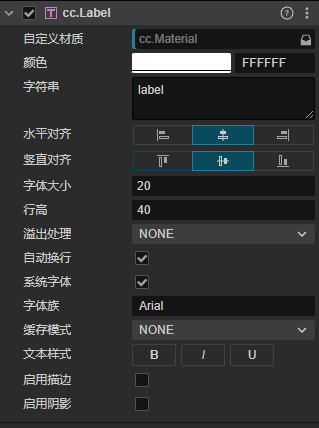 cc.Label
自定义材质 cc.Material
颜色 FFFFFF
字符串 label
水平对齐
竖直对齐
字体大小 20
行高 40
溢出处理 NONE
自动换行
系统字体
字体族 Arial
缓存模式 NONE
文本样式 B I U
启用描边
启用阴影